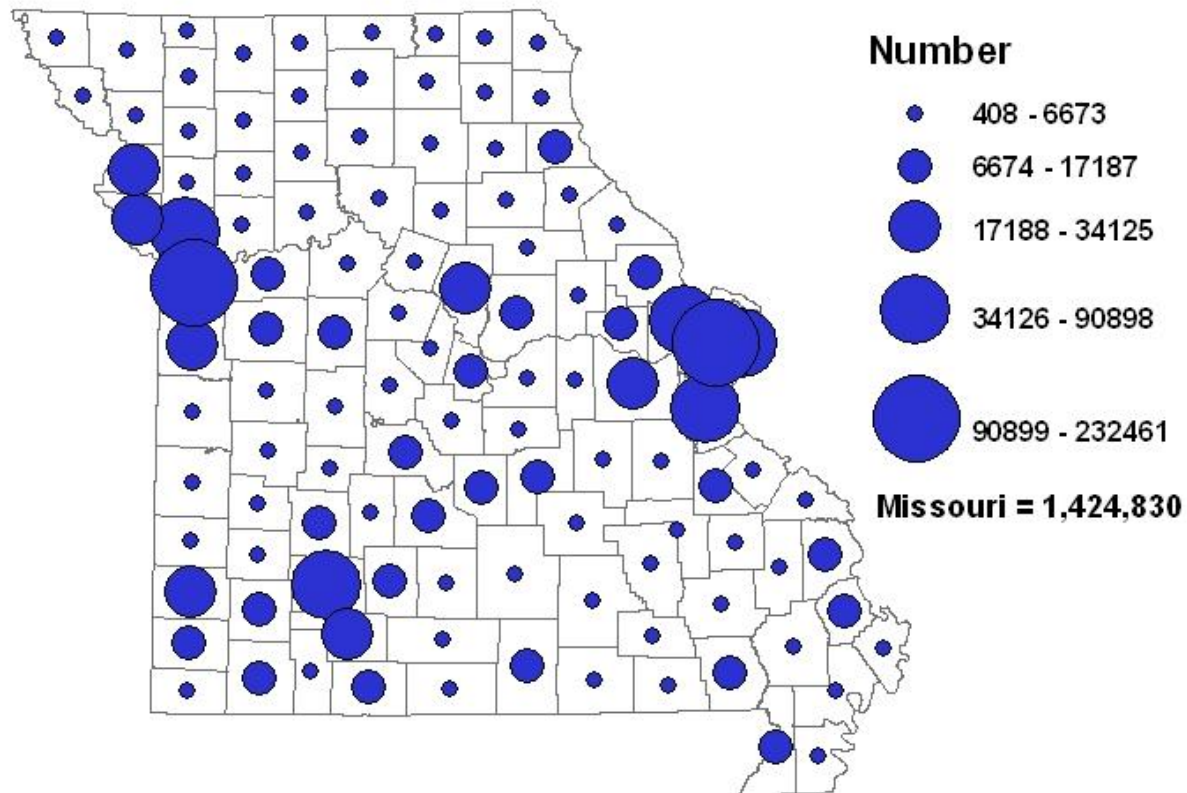 Number
408 - 6673
6674 - 17187
17188 - 34125
34126 - 90898
90899 - 232461
Missouri = 1,424,830